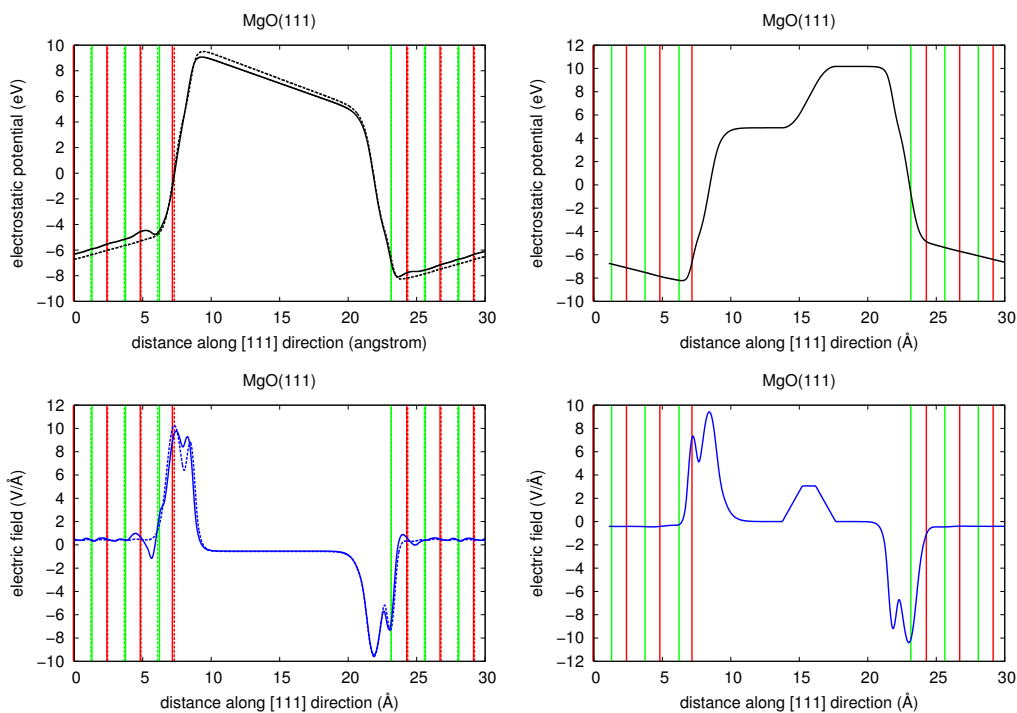 MgO(111)
electrostatic potential (eV)
10
8
6
4
2
0
−2
−4
−6
−8
−10
0 5 10 15 20 25 30
distance along [111] direction (angstrom)
MgO(111)
electrostatic potential (eV)
12
10
8
6
4
2
0
−2
−4
−6
−8
−10
0 5 10 15 20 25 30
distance along [111] direction (Å)
MgO(111)
electric field (V/Å)
12
10
8
6
4
2
0
−2
−4
−6
−8
−10
0 5 10 15 20 25 30
distance along [111] direction (Å)
MgO(111)
electric field (V/Å)
10
8
6
4
2
0
−2
−4
−6
−8
−10
−12
0 5 10 15 20 25 30
distance along [111] direction (Å)